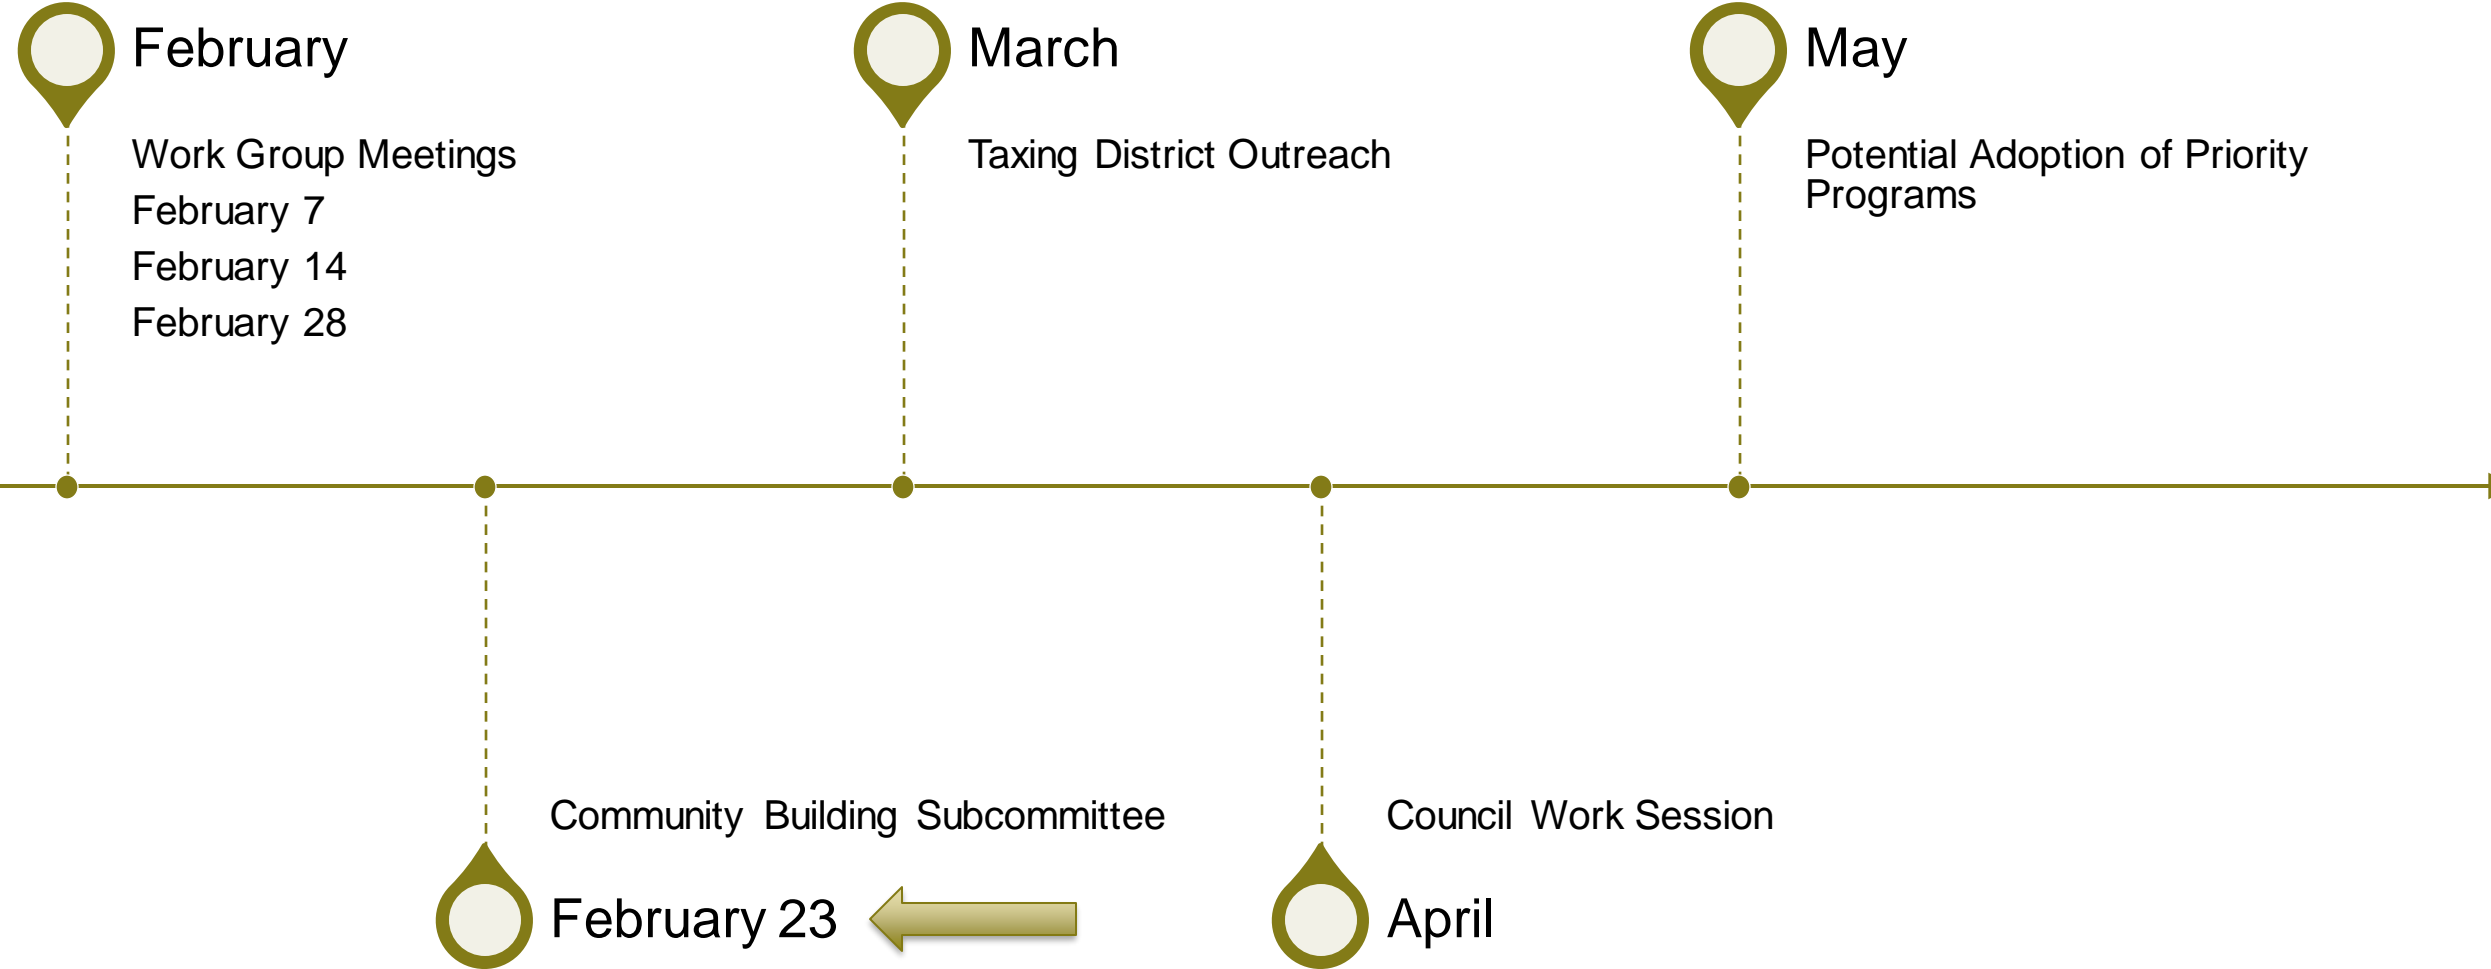 February
Work Group Meetings
February 7
February 14
February 28
Community Building Subcommittee
February 23
March
Taxing District Outreach
Council Work Session
April
May
Potential Adoption of Priority
Programs